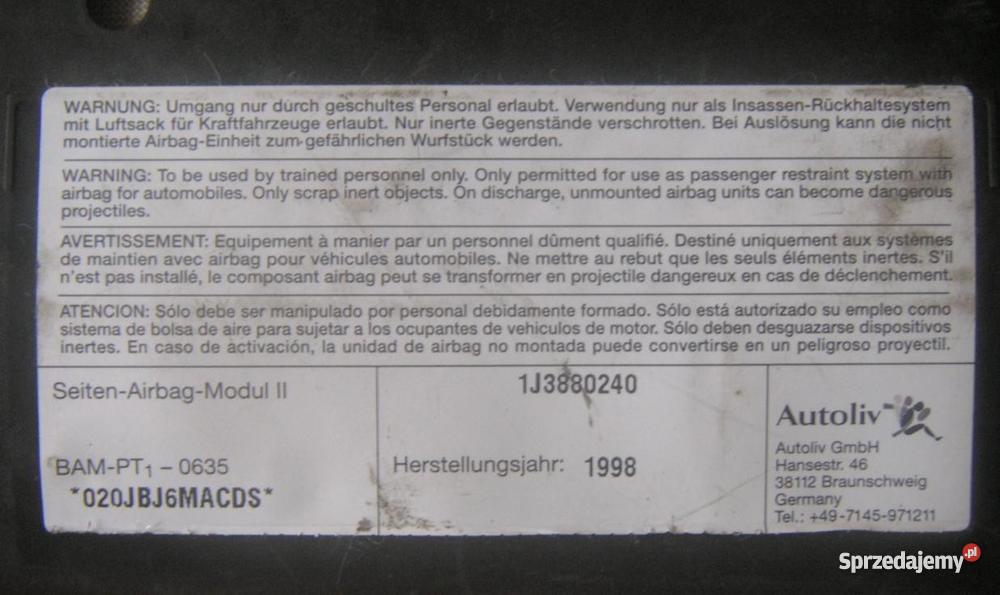 WARNUNG: Umgang nur durch geschultes Personal erlaubt. Verwendung nur als Insassen-Rückhaltesystem
mit Luftsack für Kraftfahrzeuge erlaubt. Nur inerte Gegenstände verschrotten. Bei Auslösung kann die nicht
montierte Airbag-Einheit zum gefährlichen Wurfstück werden.
WARNING: To be used by trained personnel only. Only permitted for use as passenger restraint system with
airbag for automobiles. Only scrap inert objects. On discharge, unmounted airbag units can become dangerous
projectiles.
AVERTISSEMENT: Equipement à manier par un personnel dûment qualifié. Destiné uniquement aux systèmes
de maintien avec airbag pour véhicules automobiles. Ne mettre au rebut que les seuls éléments inertes. S'il
n'est pas installé, le composant airbag peut se transformer en projectile dangereux en cas de déclenchement.
ATENCION: Sólo debe ser manipulado por personal debidamente formado. Sólo está autorizado su empleo como
sistema de bolsa de aire para sujetar a los ocupantes de vehiculos de motor. Sólo deben desguazarse dispositivos
inertes. En caso de activación, la unidad de airbag no montada puede convertirse en un peligroso proyectil.
Seiten-Airbag-Modul II
BAM-PT1 – 0635
*020JBJ6MACDS*
1J3880240
Herstellungsjahr: 1998
Autoliv
Autoliv GmbH
Hansestr. 46
38112 Braunschweig
Germany
Tel.: +49-7145-971211
Sprzedajemy.pl